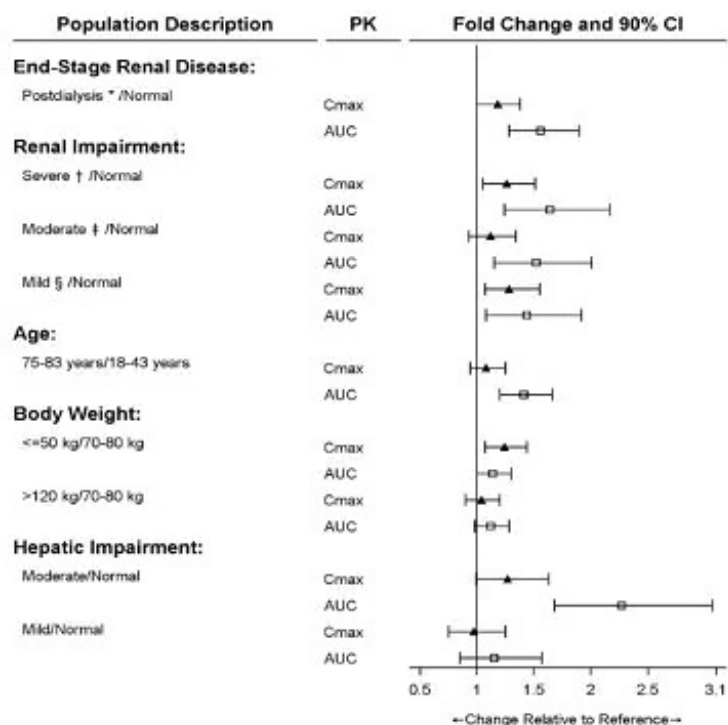 Population Description PK Fold Change and 90% CI
End-Stage Renal Disease:
Postdialysis * /Normal Cmax
AUC
Renal Impairment:
Severe † /Normal Cmax
AUC
Moderate ‡ /Normal Cmax
AUC
Mild § /Normal Cmax
AUC
Age:
75-83 years/18-43 years Cmax
AUC
Body Weight:
<=50 kg/70-80 kg Cmax
AUC
>120 kg/70-80 kg Cmax
AUC
Hepatic Impairment:
Moderate/Normal Cmax
AUC
Mild/Normal Cmax
AUC
0.5 1 1.5 2 2.5 3.1
←Change Relative to Reference→